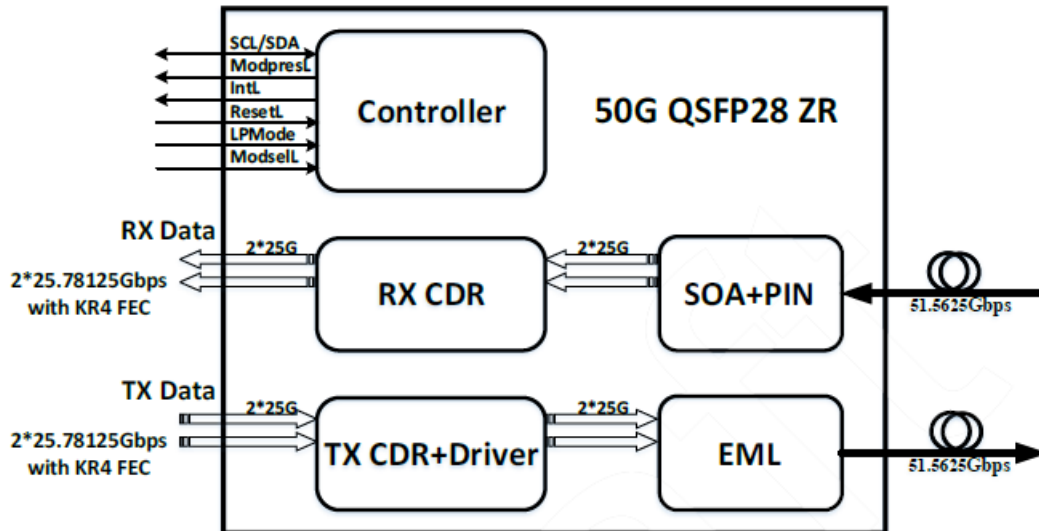 SCL/SDA
ModpresL
IntL
ResetL
LPMode
ModselL
Controller
50G QSFP28 ZR
RX Data
2*25G
2*25G
2*25.78125Gbps
with KR4 FEC
RX CDR
SOA+PIN
51.5625Gbps
TX Data
2*25G
2*25G
2*25.78125Gbps
with KR4 FEC
TX CDR+Driver
EML
51.5625Gbps